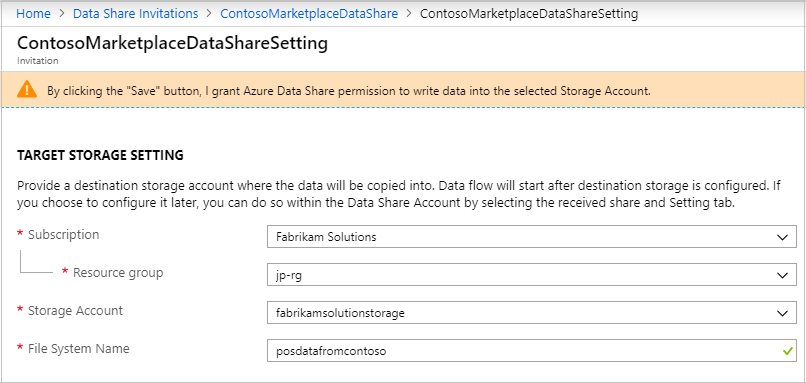 Home > Data Share Invitations > ContosoMarketplaceDataShare > ContosoMarketplaceDataShareSetting
ContosoMarketplaceDataShareSetting
Invitation
By clicking the "Save" button, I grant Azure Data Share permission to write data into the selected Storage Account.
TARGET STORAGE SETTING
Provide a destination storage account where the data will be copied into. Data flow will start after destination storage is configured. If
you choose to configure it later, you can do so within the Data Share Account by selecting the received share and Setting tab.
* Subscription Fabrikam Solutions
* Resource group jp-rg
* Storage Account fabrikamsolutionstorage
* File System Name posdatafromcontoso